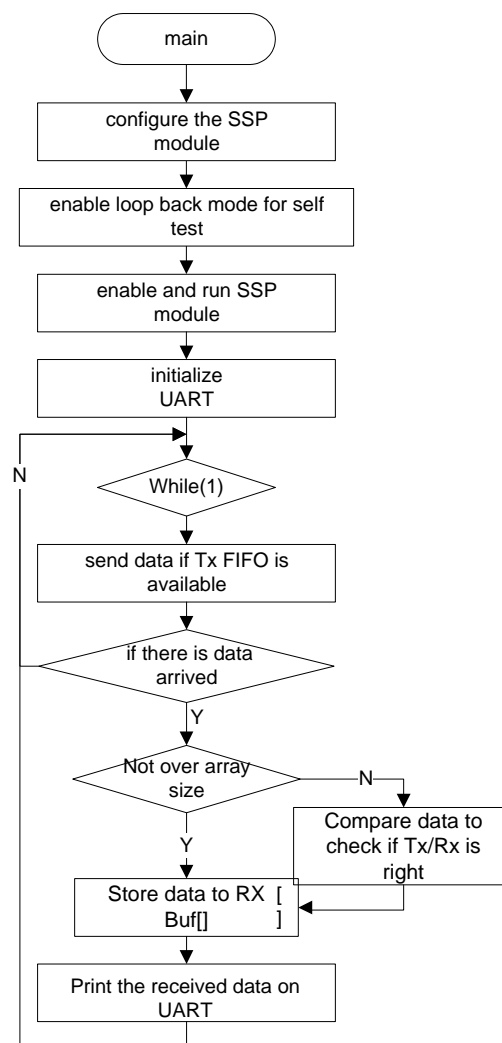 main
configure the SSP
module
enable loop back mode for self
test
enable and run SSP
module
initialize
UART
N
While(1)
send data if Tx FIFO is
available
if there is data
arrived
Y
Not over array
size
N
Y
Compare data to
check if Tx/Rx is
right
Store data to RX [
Buf[] ]
Print the received data on
UART